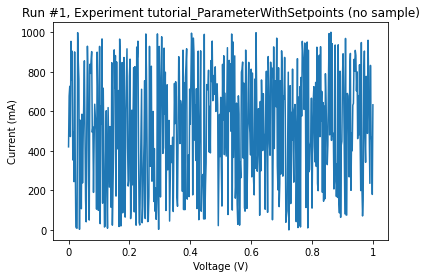 Run #1, Experiment tutorial_ParameterWithSetpoints (no sample)
1000
800
600
400
200
0
Current (mA)
0 0.2 0.4 0.6 0.8 1
Voltage (V)